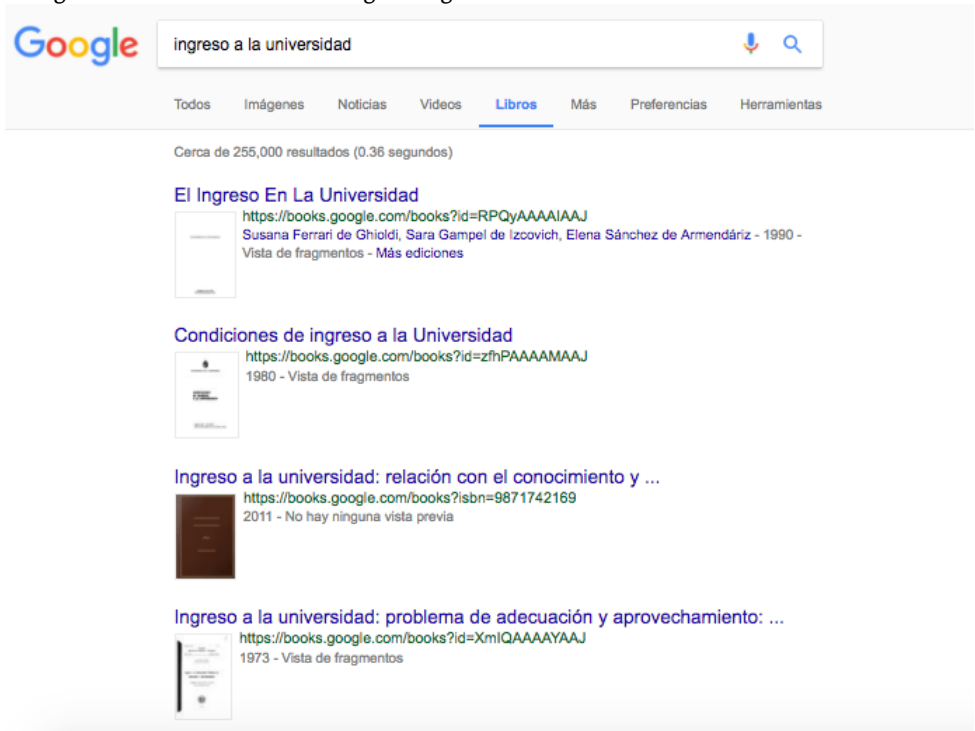 Google
ingreso a la universidad
Todos Imágenes Noticias Videos Libros Más Preferencias Herramientas
Cerca de 255,000 resultados (0.36 segundos)
El Ingreso En La Universidad
https://books.google.com/books?id=RPQyAAAAIAAJ
Susana Ferrari de Ghioldi, Sara Gampel de Izcovich, Elena Sánchez de Armendáriz - 1990 -
Vista de fragmentos - Más ediciones
Condiciones de ingreso a la Universidad
https://books.google.com/books?id=zfhPAAAAMAAJ
1980 - Vista de fragmentos
Ingreso a la universidad: relación con el conocimiento y ...
https://books.google.com/books?isbn=9871742169
2011 - No hay ninguna vista previa
Ingreso a la universidad: problema de adecuación y aprovechamiento: ...
https://books.google.com/books?id=XmIQAAAAYAAJ
1973 - Vista de fragmentos